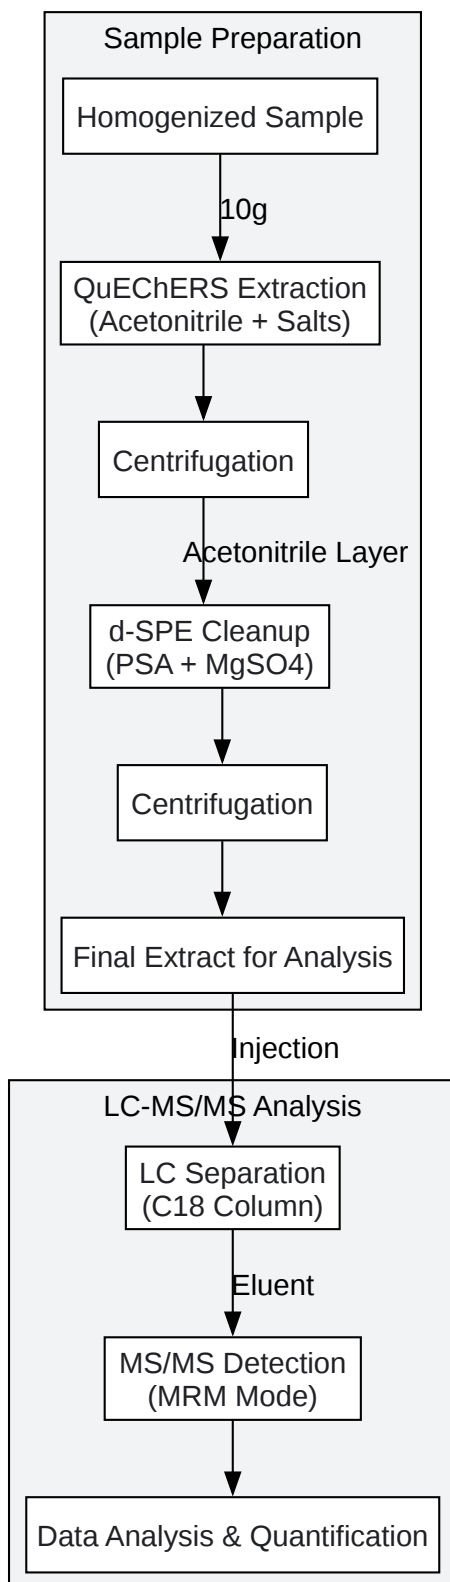 Sample Preparation
Homogenized Sample
10g
QuEChERS Extraction
(Acetonitrile + Salts)
Centrifugation
Acetonitrile Layer
d-SPE Cleanup
(PSA + MgSO4)
Centrifugation
Final Extract for Analysis
Injection
LC-MS/MS Analysis
LC Separation
(C18 Column)
Eluent
MS/MS Detection
(MRM Mode)
Data Analysis & Quantification